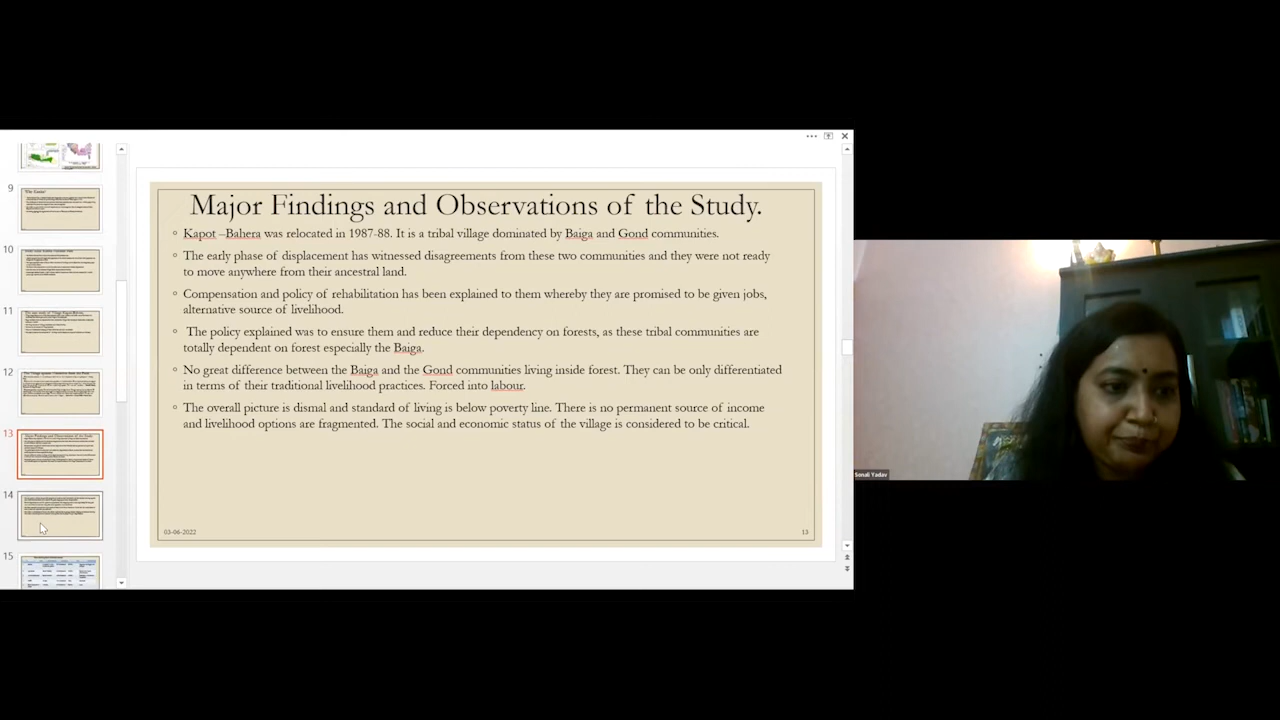 9
10
11
12
13
14
15
Major Findings and Observations of the Study.
Kapot –Bahera was relocated in 1987-88. It is a tribal village dominated by Baiga and Gond communities.
The early phase of displacement has witnessed disagreements from these two communities and they were not ready
to move anywhere from their ancestral land.
Compensation and policy of rehabilitation has been explained to them whereby they are promised to be given jobs,
alternative source of livelihood.
The policy explained was to ensure them and reduce their dependency on forests, as these tribal communities are
totally dependent on forest especially the Baiga.
No great difference between the Baiga and the Gond communities living inside forest. They can be only differentiated
in terms of their traditional livelihood practices. Forced into labour.
The overall picture is dismal and standard of living is below poverty line. There is no permanent source of income
and livelihood options are fragmented. The social and economic status of the village is considered to be critical.
03-06-2022
13
Sonali Yadav